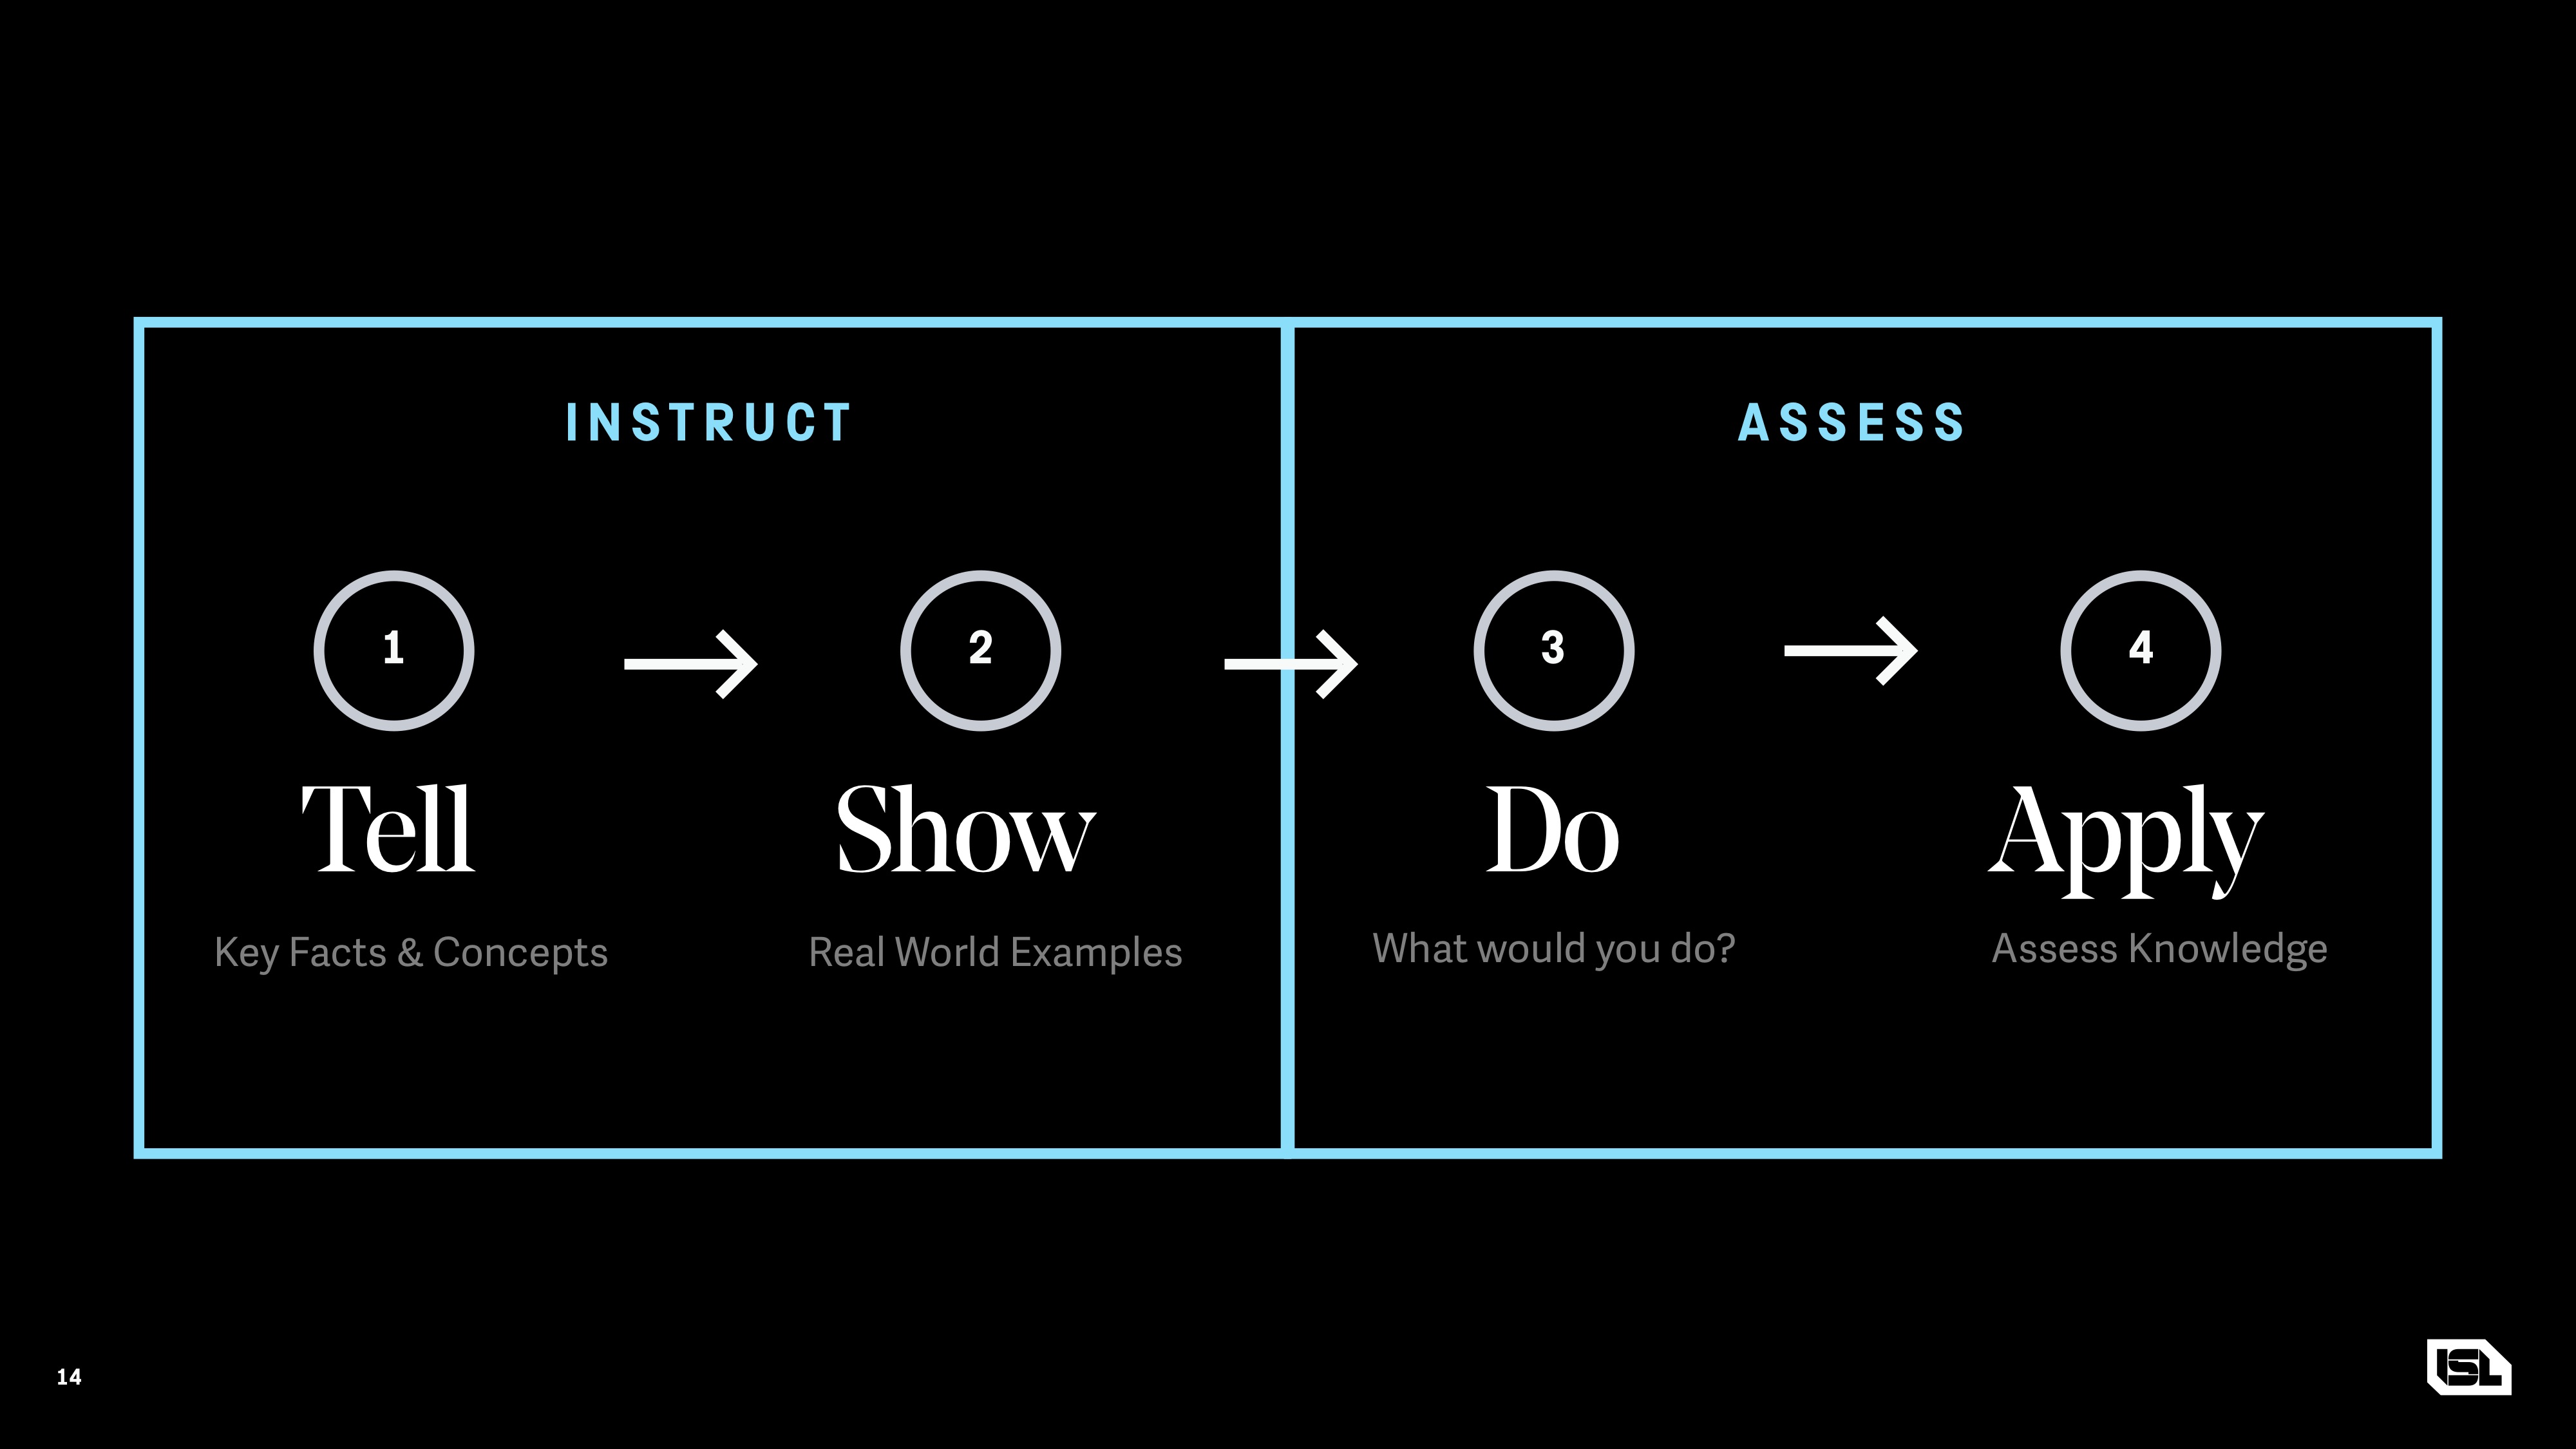 INSTRUCT
1
2
Tell
Show
Key Facts & Concepts
Real World Examples
ASSESS
3
4
Do
Apply
What would you do?
Assess Knowledge
14
ISL